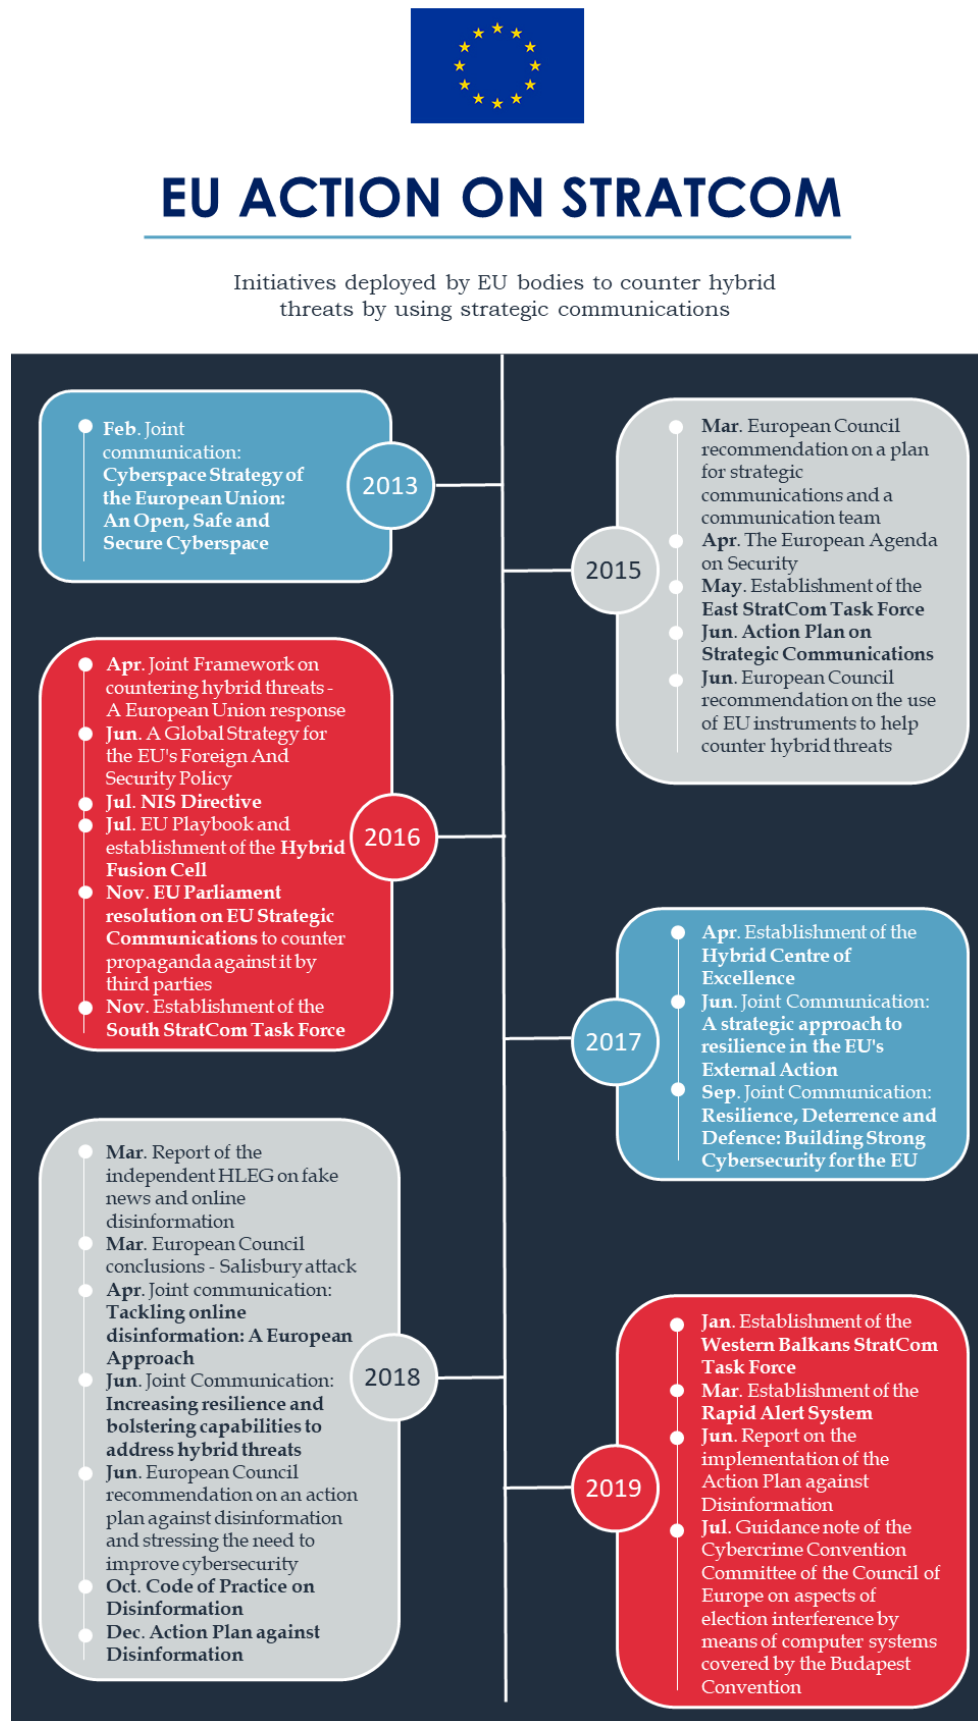 EU ACTION ON STRATCOM
Initiatives deployed by EU bodies to counter hybrid
threats by using strategic communications
Feb. Joint
communication:
Cyberspace Strategy of
the European Union:
An Open, Safe and
Secure Cyberspace
2013
Mar. European Council
recommendation on a plan
for strategic
communications and a
communication team
Apr. The European Agenda
on Security
May. Establishment of the
East StratCom Task Force
Jun. Action Plan on
Strategic Communications
Jun. European Council
recommendation on the use
of EU instruments to help
counter hybrid threats
2015
Apr. Joint Framework on
countering hybrid threats -
A European Union response
Jun. A Global Strategy for
the EU's Foreign And
Security Policy
Jul. NIS Directive
Jul. EU Playbook and
establishment of the Hybrid
Fusion Cell
Nov. EU Parliament
resolution on EU Strategic
Communications to counter
propaganda against it by
third parties
Nov. Establishment of the
South StratCom Task Force
2016
Apr. Establishment of the
Hybrid Centre of
Excellence
Jun. Joint Communication:
A strategic approach to
resilience in the EU's
External Action
Sep. Joint Communication:
Resilience, Deterrence and
Defence: Building Strong
Cybersecurity for the EU
2017
Mar. Report of the
independent HLEG on fake
news and online
disinformation
Mar. European Council
conclusions - Salisbury attack
Apr. Joint communication:
Tackling online
disinformation: A European
Approach
Jun. Joint Communication:
Increasing resilience and
bolstering capabilities to
address hybrid threats
Jun. European Council
recommendation on an action
plan against disinformation
and stressing the need to
improve cybersecurity
Oct. Code of Practice on
Disinformation
Dec. Action Plan against
Disinformation
2018
Jan. Establishment of the
Western Balkans StratCom
Task Force
Mar. Establishment of the
Rapid Alert System
Jun. Report on the
implementation of the
Action Plan against
Disinformation
Jul. Guidance note of the
Cybercrime Convention
Committee of the Council of
Europe on aspects of
election interference by
means of computer systems
covered by the Budapest
Convention
2019